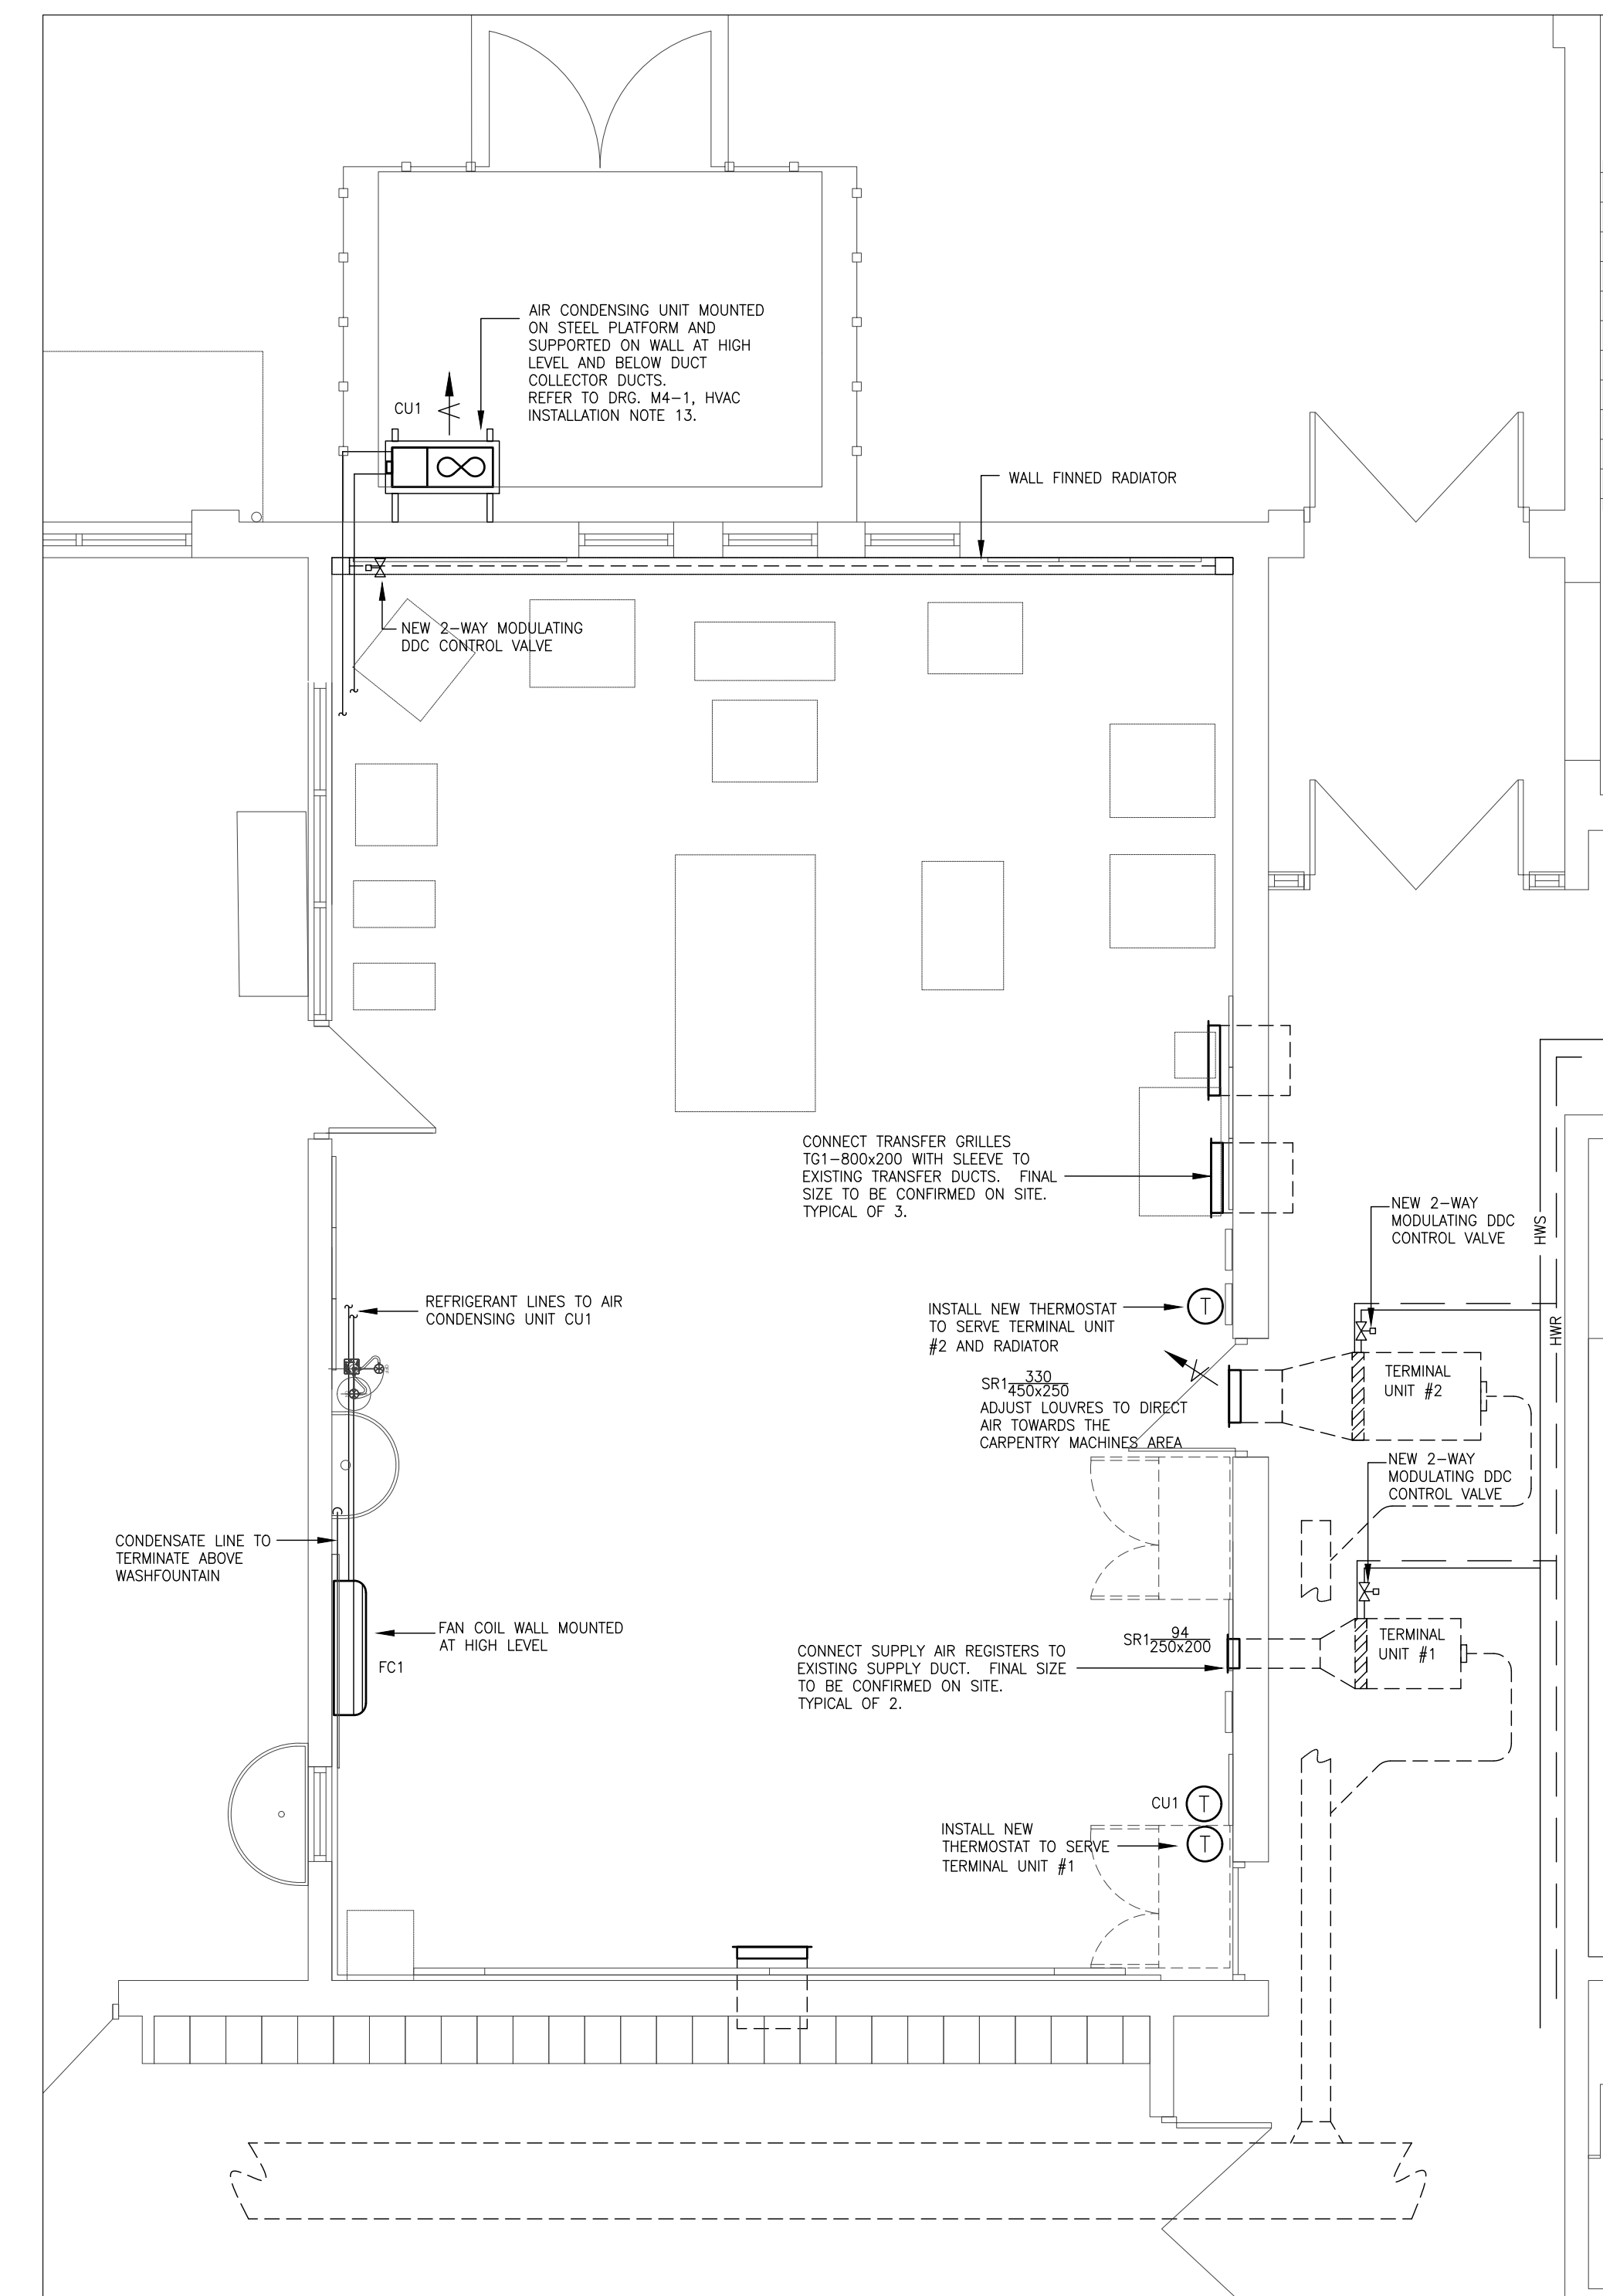 AIR CONDENSING UNIT MOUNTED
ON STEEL PLATFORM AND
SUPPORTED ON WALL AT HIGH
LEVEL AND BELOW DUCT
COLLECTOR DUCTS.
REFER TO DRG. M4-1, HVAC
INSTALLATION NOTE 13.
CU1
WALL FINNED RADIATOR
NEW 2-WAY MODULATING
DDC CONTROL VALVE
CONNECT TRANSFER GRILLES
TG1-800x200 WITH SLEEVE TO
EXISTING TRANSFER DUCTS. FINAL
SIZE TO BE CONFIRMED ON SITE.
TYPICAL OF 3.
NEW 2-WAY
MODULATING DDC
CONTROL VALVE
HWS
HWR
REFRIGERANT LINES TO AIR
CONDENSING UNIT CU1
INSTALL NEW THERMOSTAT
TO SERVE TERMINAL UNIT
#2 AND RADIATOR
T
SR1 330
450x250
ADJUST LOUVRES TO DIRECT
AIR TOWARDS THE
CARPENTRY MACHINES AREA
TERMINAL
UNIT #2
NEW 2-WAY
MODULATING DDC
CONTROL VALVE
CONDENSATE LINE TO
TERMINATE ABOVE
WASHFOUNTAIN
FAN COIL WALL MOUNTED
AT HIGH LEVEL
FC1
SR1 94
250x200
CONNECT SUPPLY AIR REGISTERS TO
EXISTING SUPPLY DUCT. FINAL SIZE
TO BE CONFIRMED ON SITE.
TYPICAL OF 2.
TERMINAL
UNIT #1
CU1 T
INSTALL NEW
THERMOSTAT TO SERVE
TERMINAL UNIT #1
T